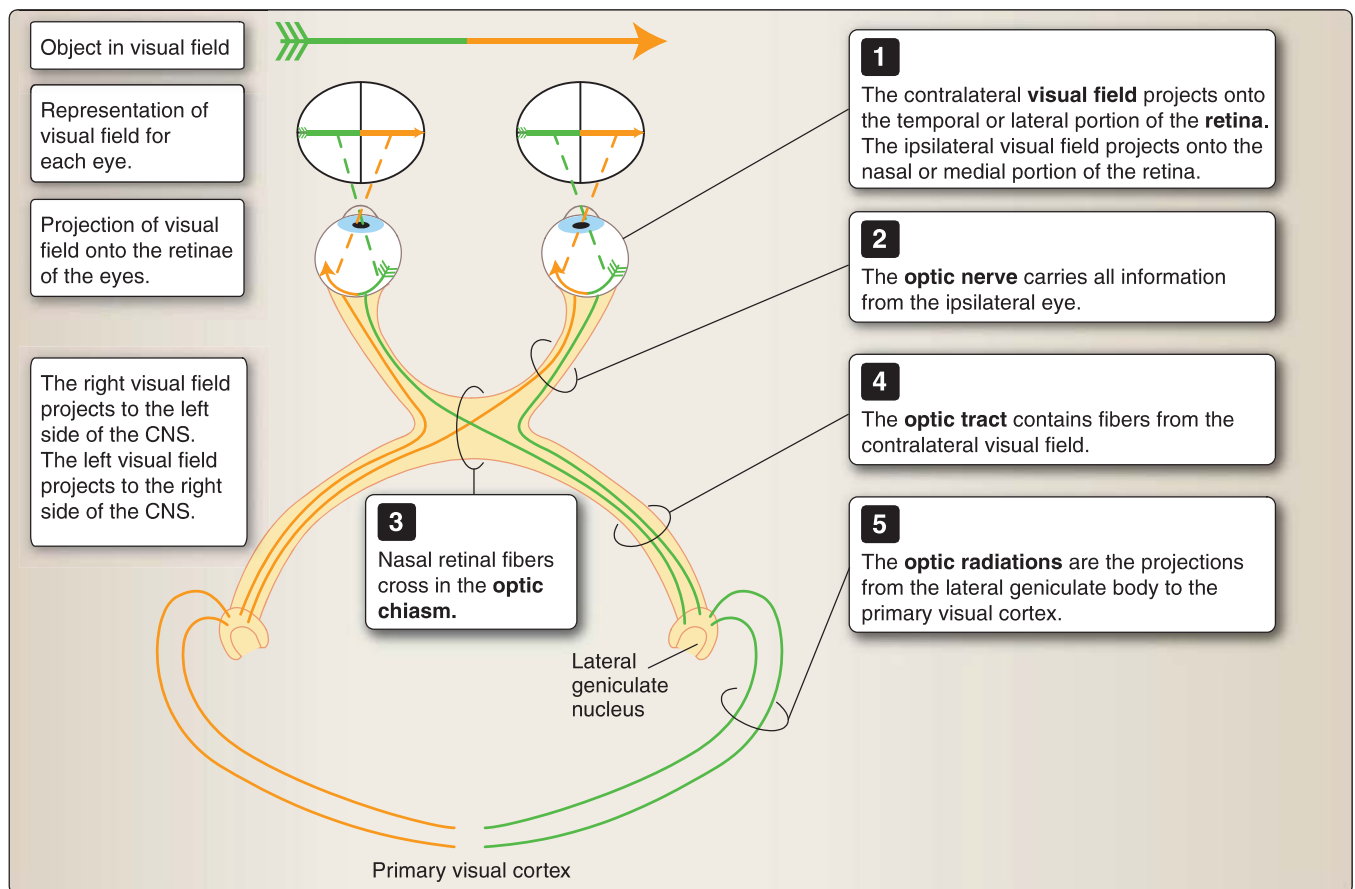 Object in visual field
Representation of
visual field for
each eye.
Projection of visual
field onto the retinae
of the eyes.
The right visual field
projects to the left
side of the CNS.
The left visual field
projects to the right
side of the CNS.
1
The contralateral visual field projects onto
the temporal or lateral portion of the retina.
The ipsilateral visual field projects onto the
nasal or medial portion of the retina.
2
The optic nerve carries all information
from the ipsilateral eye.
3
Nasal retinal fibers
cross in the optic
chiasm.
4
The optic tract contains fibers from the
contralateral visual field.
5
The optic radiations are the projections
from the lateral geniculate body to the
primary visual cortex.
Lateral
geniculate
nucleus
Primary visual cortex